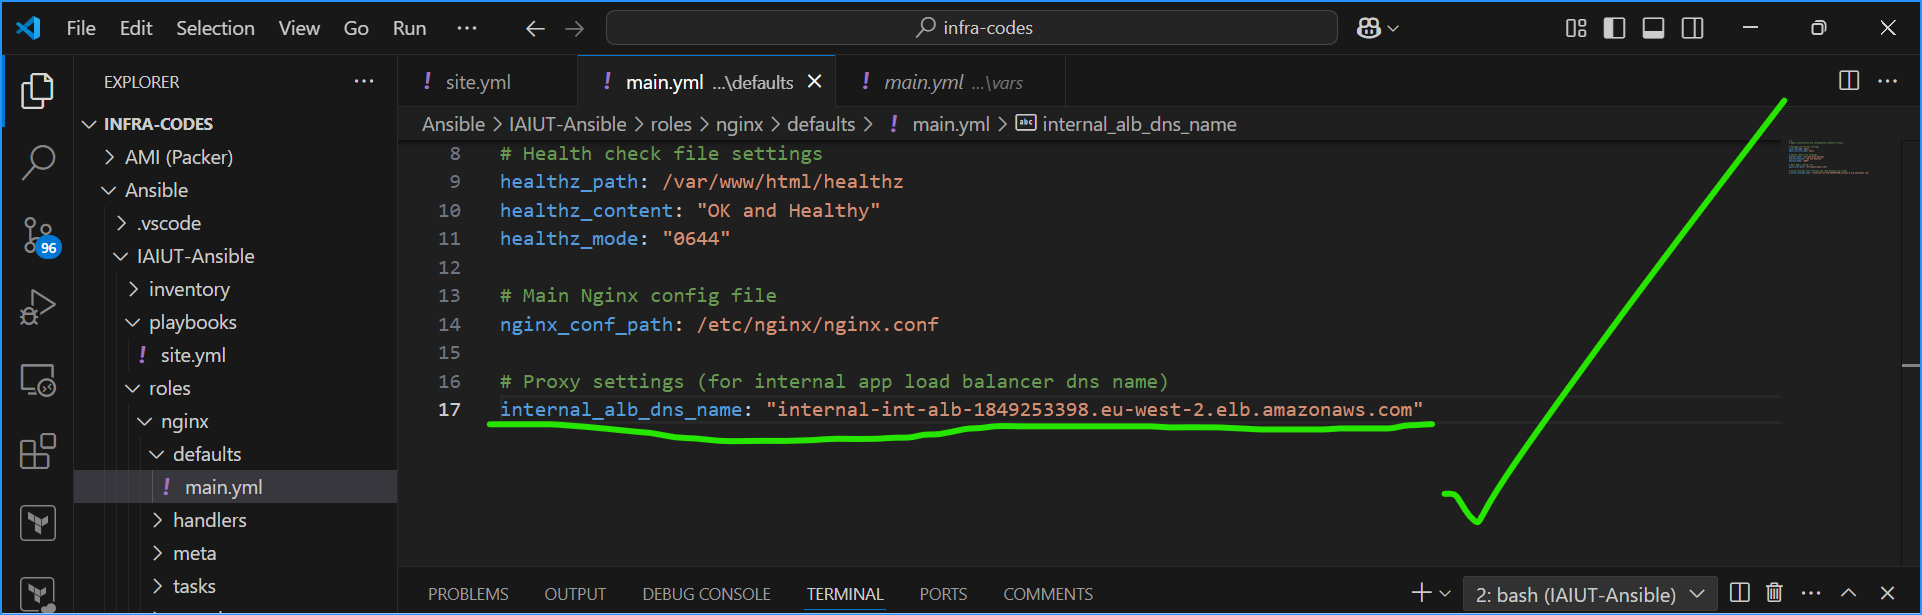 File Edit Selection View Go Run ··· infra-codes
EXPLORER ··· site.yml main.yml ...\defaults main.yml ...\vars
INFRA-CODES
Ansible > IAIUT-Ansible > roles > nginx > defaults > ! main.yml > internal_alb_dns_name
AMI (Packer)
Ansible
.vscode
96
IAIUT-Ansible
inventory
playbooks
! site.yml
roles
nginx
defaults
! main.yml
handlers
meta
tasks
8 # Health check file settings
9 healthz_path: /var/www/html/healthz
10 healthz_content: "OK and Healthy"
11 healthz_mode: "0644"
12
13 # Main Nginx config file
14 nginx_conf_path: /etc/nginx/nginx.conf
15
16 # Proxy settings (for internal app load balancer dns name)
17 internal_alb_dns_name: "internal-int-alb-1849253398.eu-west-2.elb.amazonaws.com"
PROBLEMS OUTPUT DEBUG CONSOLE TERMINAL PORTS COMMENTS 2: bash (IAIUT-Ansible)